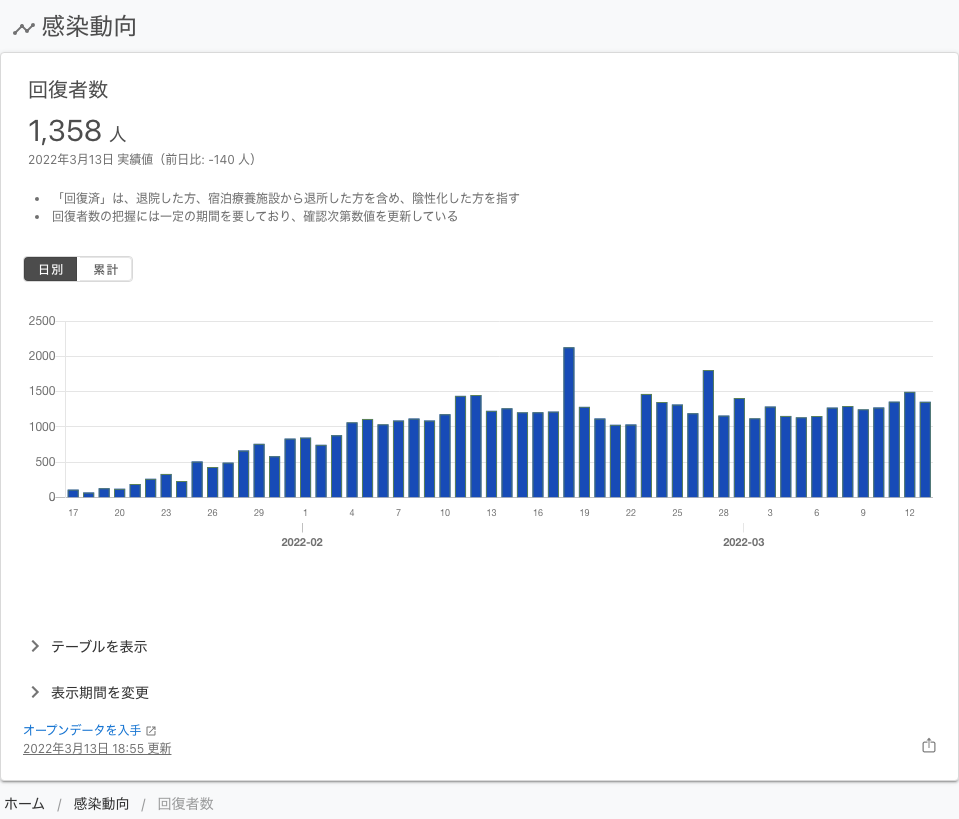 感染動向
回復者数
1,358 人
2022年3月13日 実績値（前日比: -140 人）
「回復済」は、退院した方、宿泊療養施設から退所した方を含め、陰性化した方を指す
回復者数の把握には一定の期間を要しており、確認次第数値を更新している
日別 累計
2500
2000
1500
1000
500
0
17 20 23 26 29 1 4 7 10 13 16 19 22 25 28 3 6 9 12
2022-02 2022-03
テーブルを表示
表示期間を変更
オープンデータを入手
2022年3月13日 18:55 更新
ホーム / 感染動向 / 回復者数